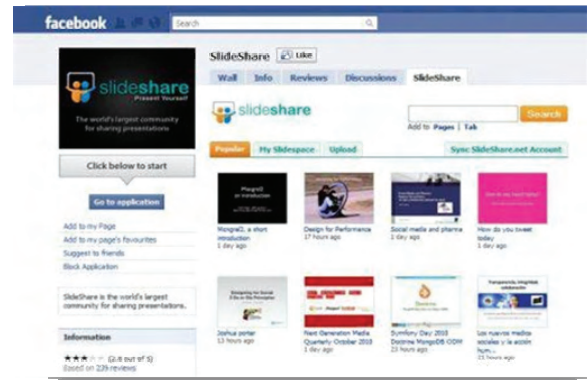 facebook
Search
SlideShare Like
Wall Info Reviews Discussions SlideShare
slideshare
Present Yourself
The world's largest community
for sharing presentations
slideshare
Search
Add to Pages | Tab
Popular My Slidespace Upload Sync SlideShare.net Account
Click below to start
Go to application
Add to my Page
Add to my page's favourites
Suggest to friends
Block Application
SlideShare is the world's largest
community for sharing presentations.
Information
(2.6 out of 5)
Based on 239 reviews
Mongrel2, a short
introduction
1 day ago
Design for Performance
17 hours ago
Social media and pharma
1 day ago
How do you tweet
today
1 day ago
Joshua porter
13 hours ago
Next Generation Media
Quarterly October 2010
1 day ago
Symfony Day 2010
Doctrine MongoDB ODM
23 hours ago
Los nuevos medios
sociales y la acción
hum...
21 hours ago